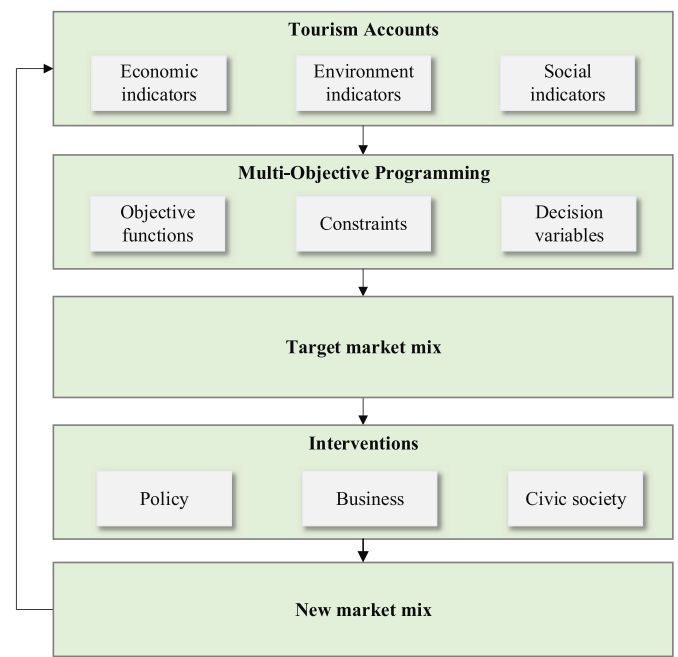 Tourism Accounts
Economic
indicators
Environment
indicators
Social
indicators
Multi-Objective Programming
Objective
functions
Constraints
Decision
variables
Target market mix
Interventions
Policy
Business
Civic society
New market mix